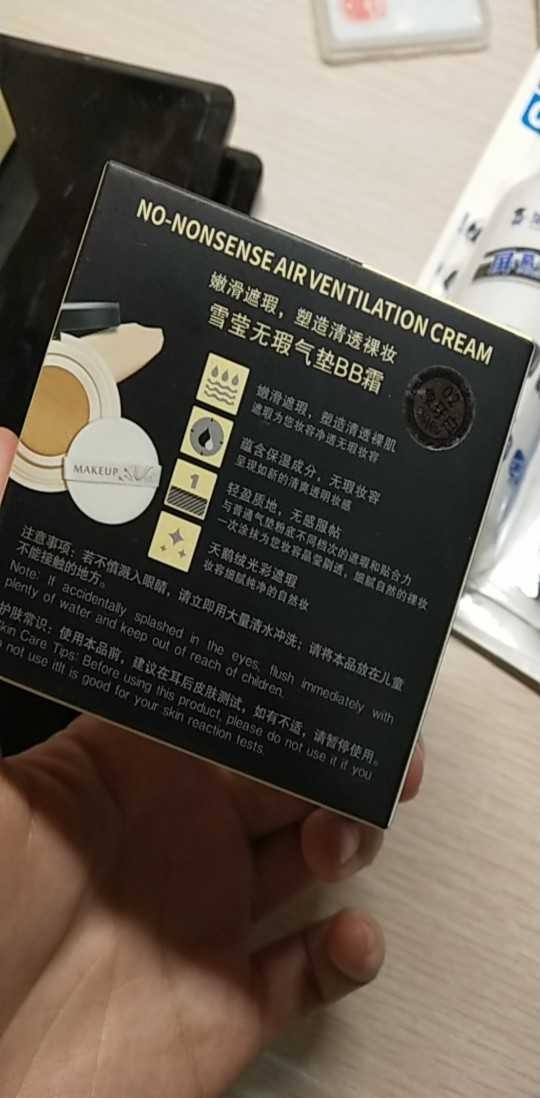 NO-NONSENSE AIR VENTILATION CREAM
嫩滑遮瑕，塑造清透裸妆
雪莹无瑕气垫BB霜
02
嫩滑遮瑕，塑造清透裸肌
遮瑕为您妆容净透无瑕妆容
蕴含保湿成分，无瑕妆容
呈现如新的清爽透明妆感
1
轻盈质地，无感服帖
与普通气垫粉底不同档次的遮瑕和贴合力
一次涂抹为您妆容晶莹剔透，细腻自然的裸妆
天鹅绒光彩遮瑕
妆容细腻纯净的自然妆
MAKEUP
注意事项：若不慎溅入眼睛，请立即用大量清水冲洗；请将本品放在儿童
不能接触的地方。
Note: If accidentally splashed in the eyes, flush immediately with
plenty of water and keep out of reach of children.
护肤常识：使用本品前，建议在耳后皮肤测试，如有不适，请暂停使用。
Skin Care Tips: Before using this product, please do not use it if you
not use itIt is good for your skin reaction tests.